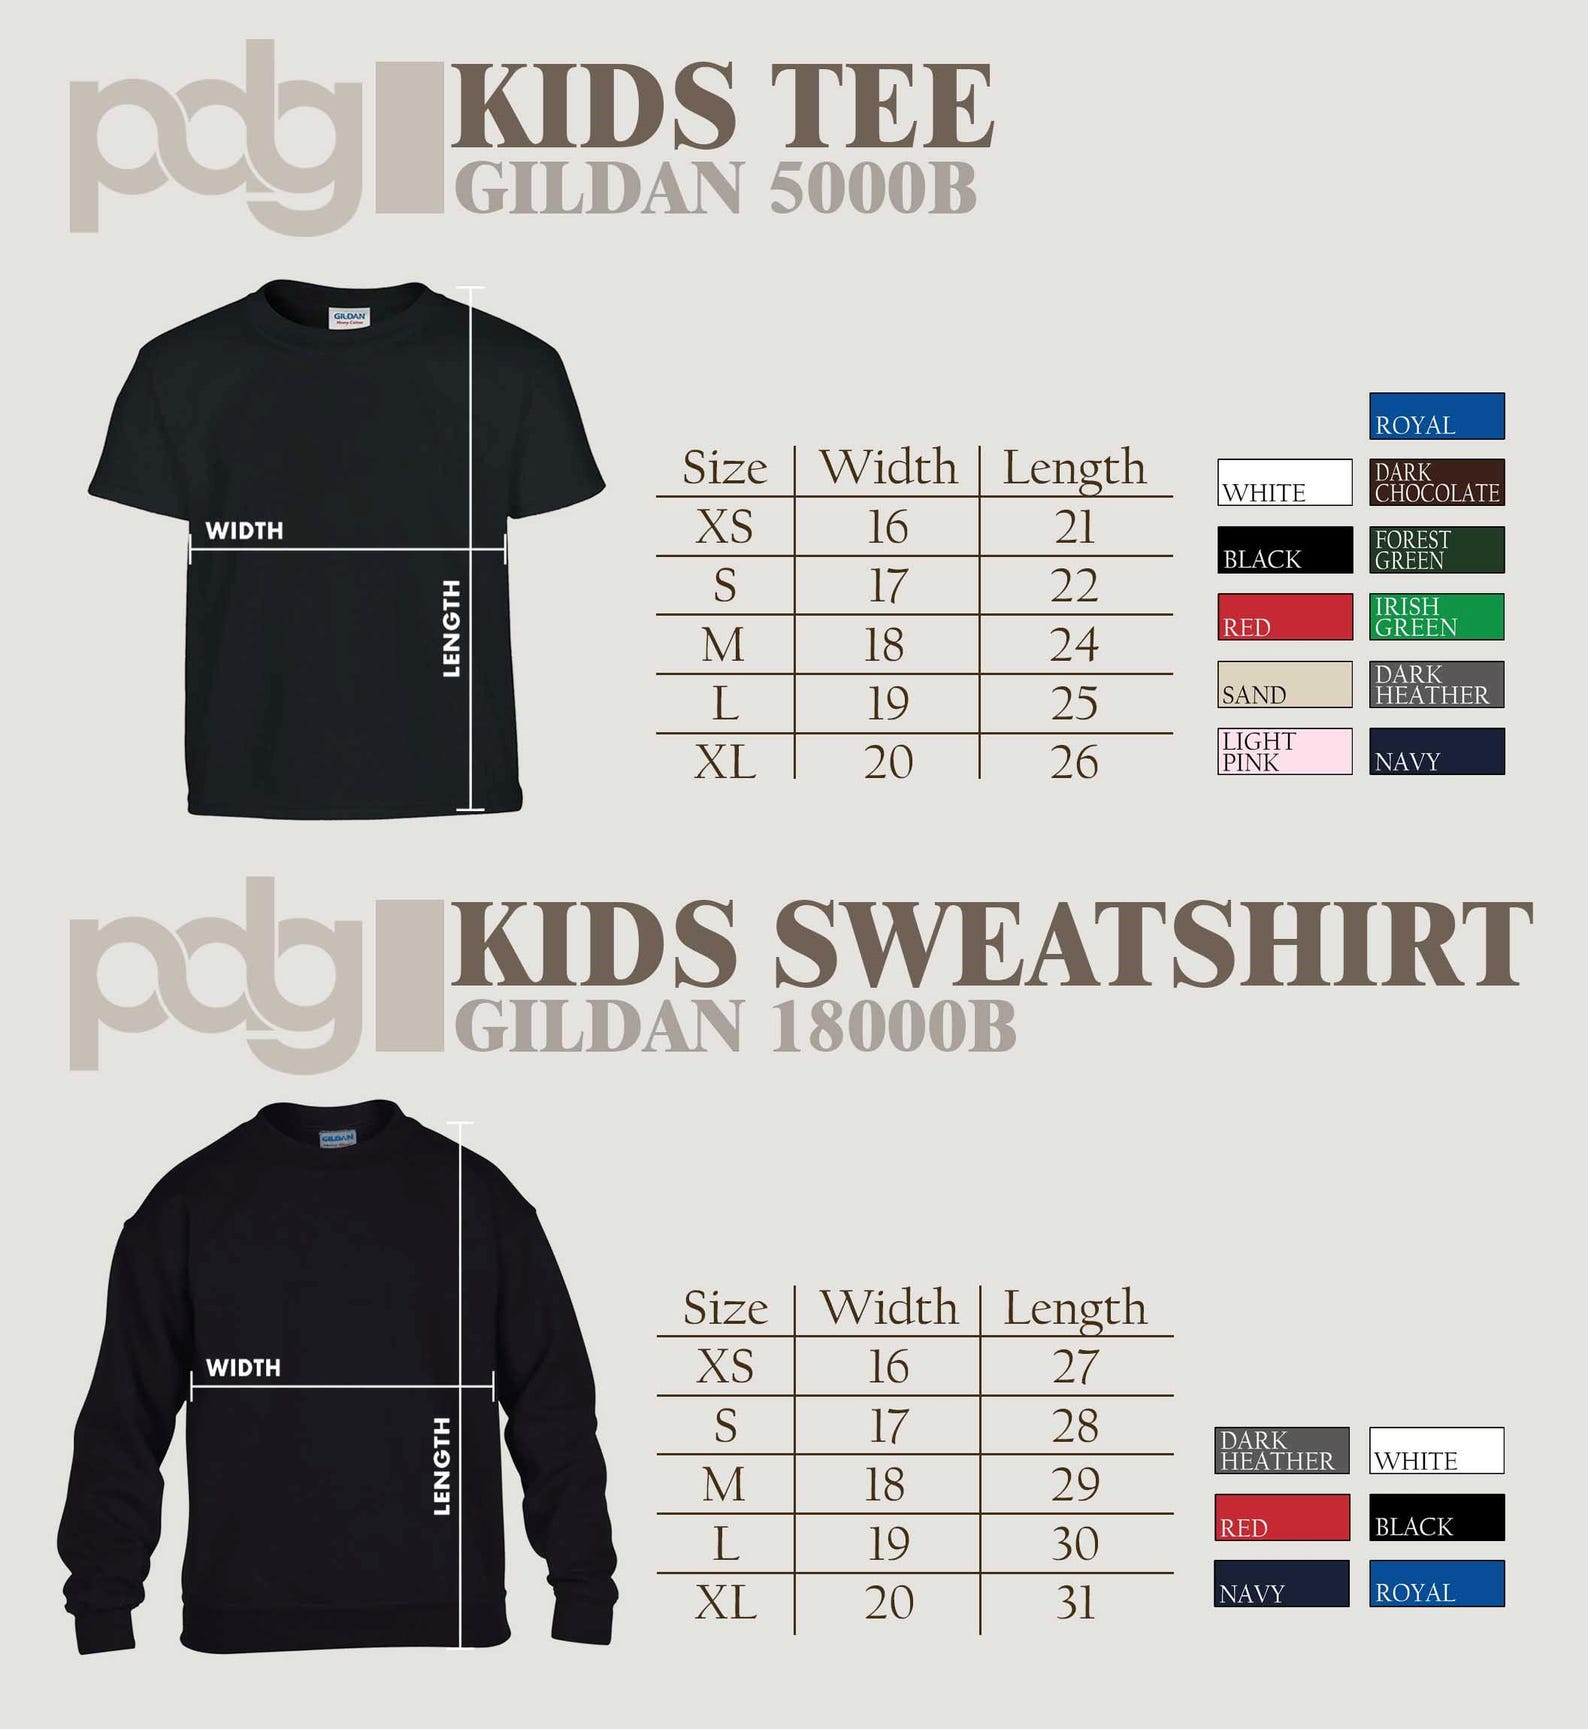 pdg
KIDS TEE
GILDAN 5000B
GILDAN
WIDTH
LENGTH
Size Width Length
XS 16 21
S 17 22
M 18 24
L 19 25
XL 20 26
ROYAL
WHITE
DARK
CHOCOLATE
BLACK
FOREST
GREEN
RED
IRISH
GREEN
SAND
DARK
HEATHER
LIGHT
PINK
NAVY
pdg
KIDS SWEATSHIRT
GILDAN 18000B
GILDAN
WIDTH
LENGTH
Size Width Length
XS 16 27
S 17 28
M 18 29
L 19 30
XL 20 31
DARK
HEATHER
WHITE
RED
BLACK
NAVY
ROYAL